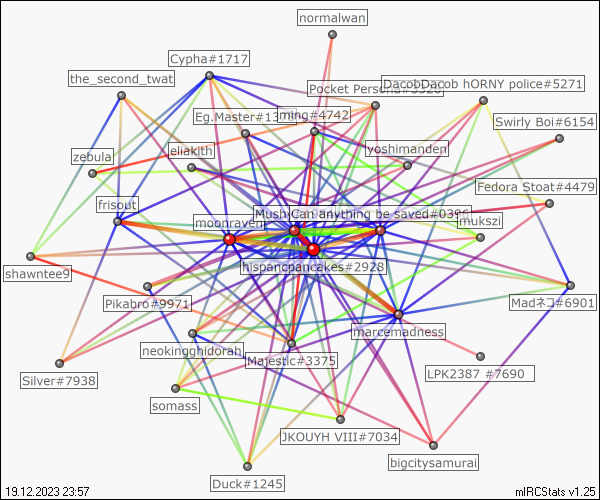 normalwan
Cypha#1717
the_second_twat
Pocket Persona#3326
DacobDacob hORNY police#5271
Eg.Master#13
ming#4742
Swirly Boi#6154
zebula
eliakith
yoshimanden
Fedora Stoat#4479
frisout
moonraven
Mush
Can anything be saved#0396
mukszi
hispancpancakes#2928
shawntee9
Pikabro#9971
Madネコ#6901
marcemadness
neokingghidorah
Majestic#3375
Silver#7938
LPK2387 #7690
somass
JKOUYH VIII#7034
bigcitysamurai
Duck#1245
19.12.2023 23:57
mIRCStats v1.25